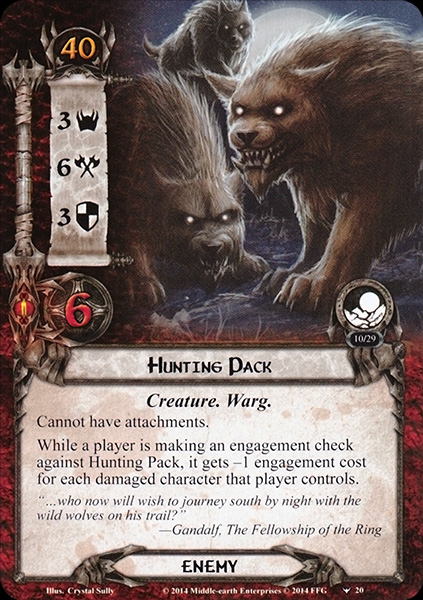 40
3
6
3
6
10/29
HUNTING PACK
Creature. Warg.
Cannot have attachments.
While a player is making an engagement check
against Hunting Pack, it gets –1 engagement cost
for each damaged character that player controls.
“…who now will wish to journey south by night with the
wild wolves on his trail?”
—Gandalf, The Fellowship of the Ring
ENEMY
Illus. Crystal Sully © 2014 Middle-earth Enterprises © 2014 FFG 20